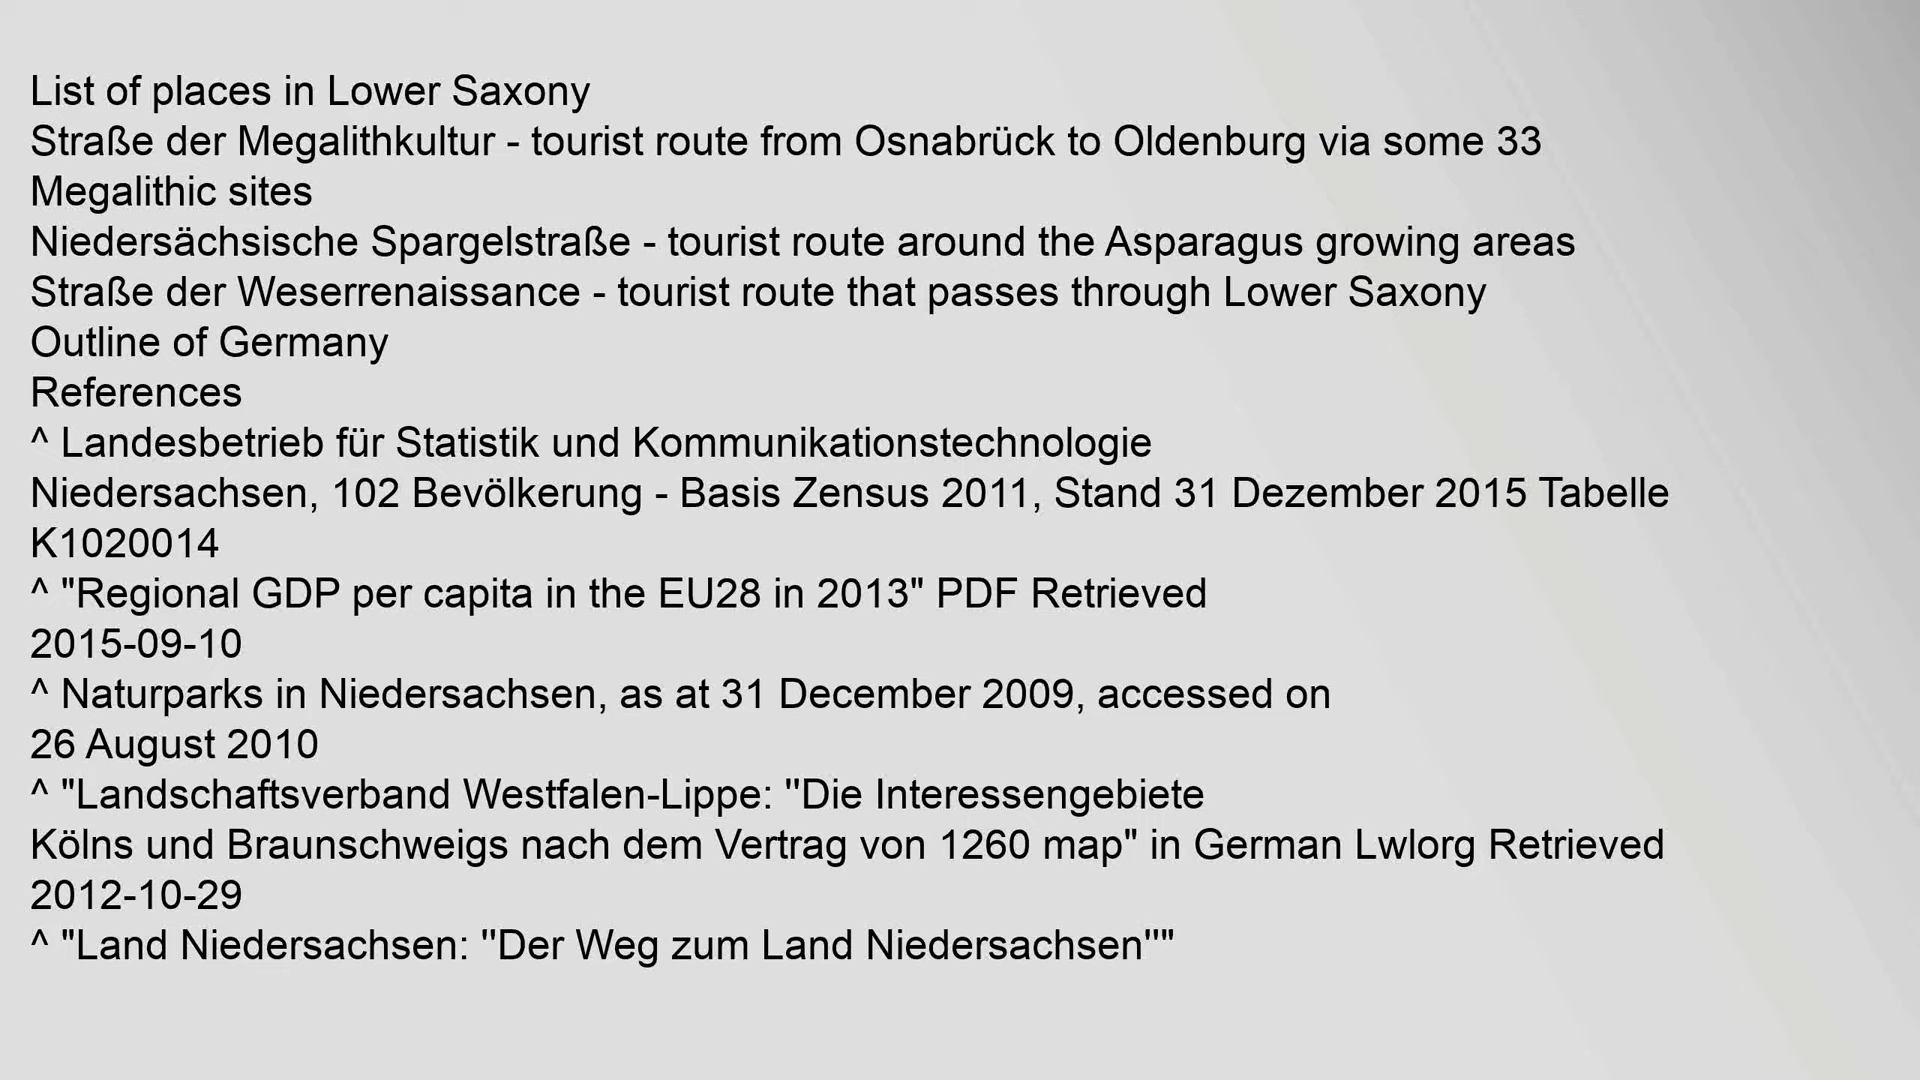 List of places in Lower Saxony
Straße der Megalithkultur - tourist route from Osnabrück to Oldenburg via some 33
Megalithic sites
Niedersächsische Spargelstraße - tourist route around the Asparagus growing areas
Straße der Weserrenaissance - tourist route that passes through Lower Saxony
Outline of Germany
References
^ Landesbetrieb für Statistik und Kommunikationstechnologie
Niedersachsen, 102 Bevölkerung - Basis Zensus 2011, Stand 31 Dezember 2015 Tabelle
K1020014
^ "Regional GDP per capita in the EU28 in 2013" PDF Retrieved
2015-09-10
^ Naturparks in Niedersachsen, as at 31 December 2009, accessed on
26 August 2010
^ "Landschaftsverband Westfalen-Lippe: ''Die Interessengebiete
Kölns und Braunschweigs nach dem Vertrag von 1260 map" in German Lwlorg Retrieved
2012-10-29
^ "Land Niedersachsen: ''Der Weg zum Land Niedersachsen''"